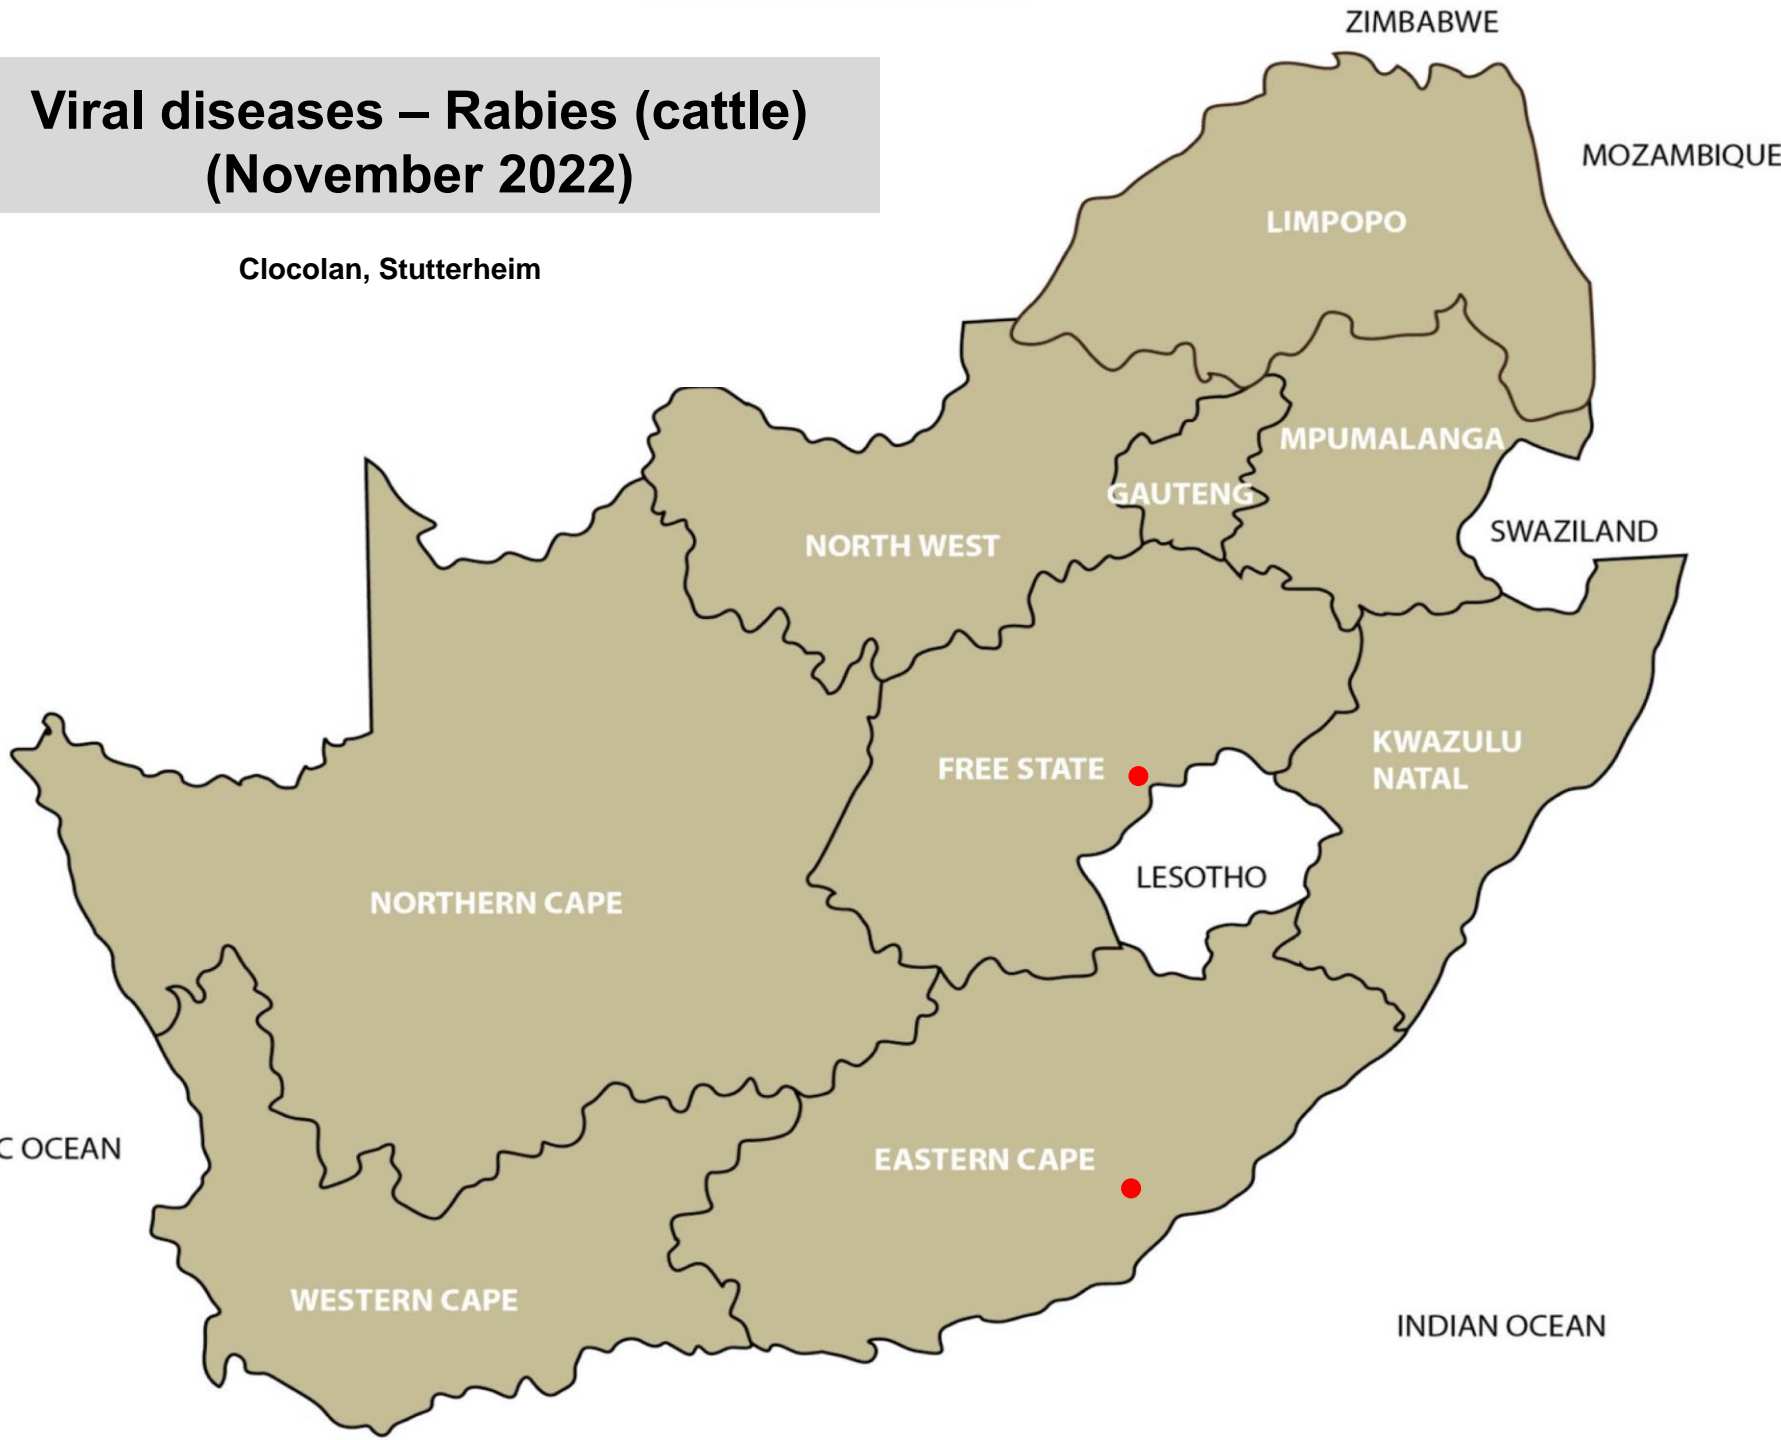 Viral diseases – Rabies (cattle)
(November 2022)
Clocolan, Stutterheim
ZIMBABWE
MOZAMBIQUE
LIMPOPO
MPUMALANGA
GAUTENG
SWAZILAND
NORTH WEST
KWAZULU
NATAL
FREE STATE
LESOTHO
NORTHERN CAPE
C OCEAN
EASTERN CAPE
WESTERN CAPE
INDIAN OCEAN